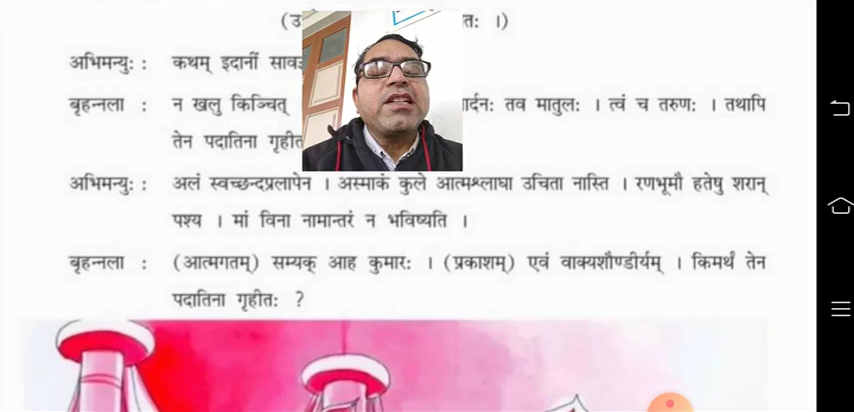 (उ तः ।)
अभिमन्युः : कथम् इदानीं
बृहन्नला : न खलु किञ्चित् तव मातुलः । त्वं च तरुणः । तथापि
तेन पदातिना
अभिमन्युः : अलं स्वच्छन्दप्रलापेन । अस्माकं कुले आत्मश्लाघा उचिता नास्ति । रणभूमौ हतेषु शरान्
पश्य । मां विना नामान्तरं न भविष्यति ।
बृहन्नला : (आत्मगतम्) सम्यक् आह कुमारः । (प्रकाशम्) एवं वाक्यशौण्डीर्यम् । किमर्थं तेन
पदातिना गृहीतः ?